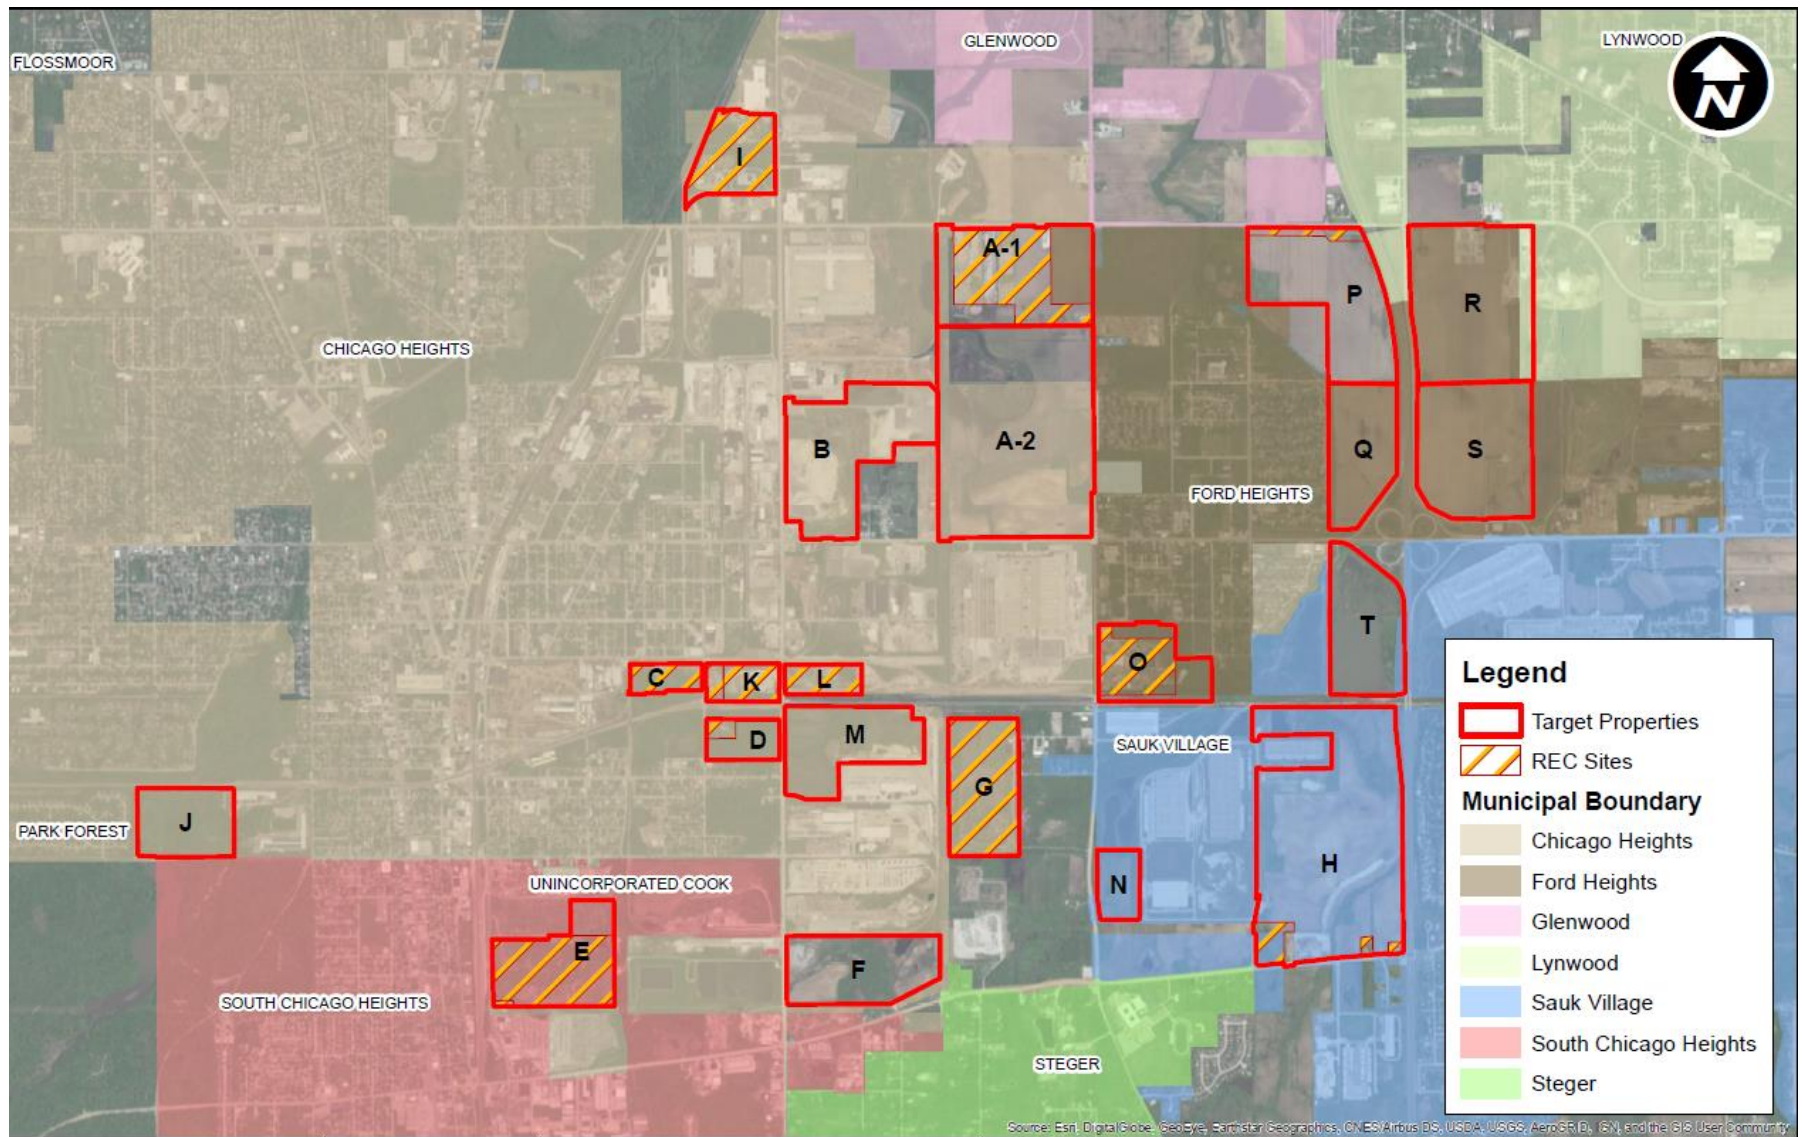 GLENWOOD
LYNWOOD
FLOSSMOOR
N
I
A-1
P
R
CHICAGO HEIGHTS
B
A-2
Q
S
FORD HEIGHTS
T
O
C
K
L
D
M
SAUK VILLAGE
G
J
PARK FOREST
H
UNINCORPORATED COOK
N
E
F
SOUTH CHICAGO HEIGHTS
STEGER
Legend
Target Properties
REC Sites
Municipal Boundary
Chicago Heights
Ford Heights
Glenwood
Lynwood
Sauk Village
South Chicago Heights
Steger
Source: Esri, DigitalGlobe, GeoEye, Earthstar Geographics, CNES/Airbus DS, USDA, USGS, AeroGRID, IGN, and the GIS User Community